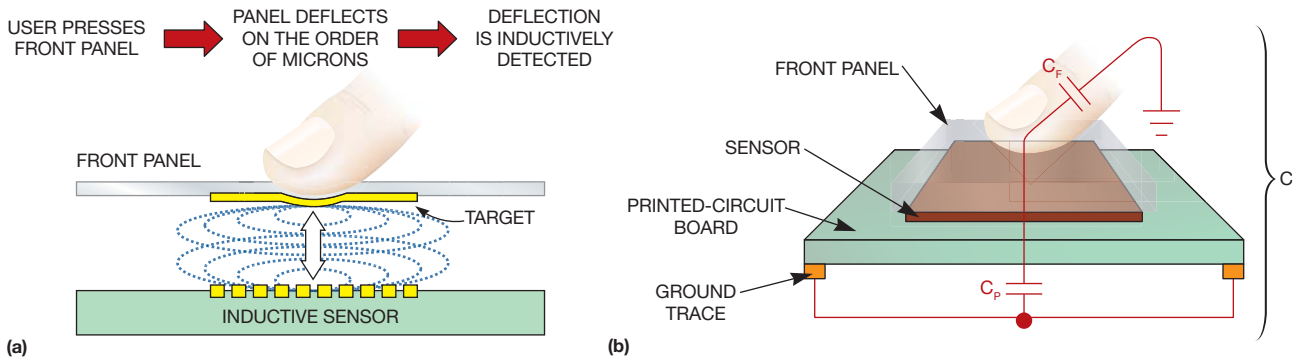 USER PRESSES
FRONT PANEL
PANEL DEFLECTS
ON THE ORDER
OF MICRONS
DEFLECTION
IS INDUCTIVELY
DETECTED
FRONT PANEL
TARGET
INDUCTIVE SENSOR
(a)
FRONT PANEL
SENSOR
PRINTED-CIRCUIT
BOARD
GROUND
TRACE
CF
CP
C
(b)